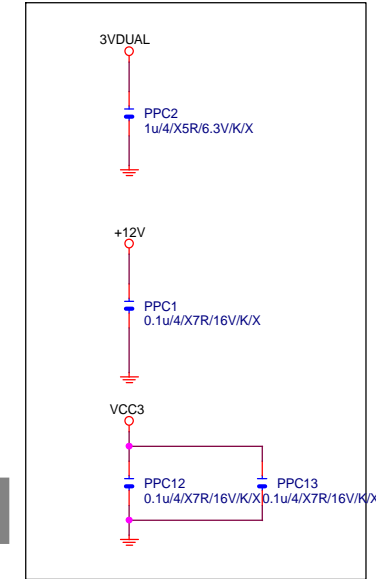 3VDUAL
PPC2
1u/4/X5R/6.3V/K/X
+12V
PPC1
0.1u/4/X7R/16V/K/X
VCC3
PPC12
0.1u/4/X7R/16V/K/X
PPC13
0.1u/4/X7R/16V/K/X